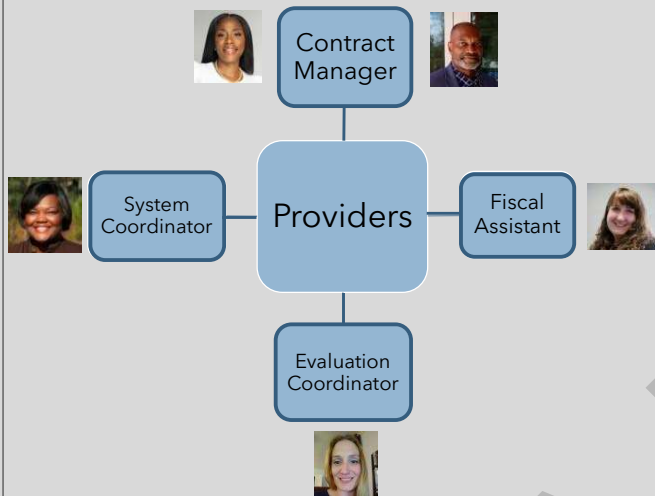 Contract
Manager
System
Coordinator
Providers
Fiscal
Assistant
Evaluation
Coordinator